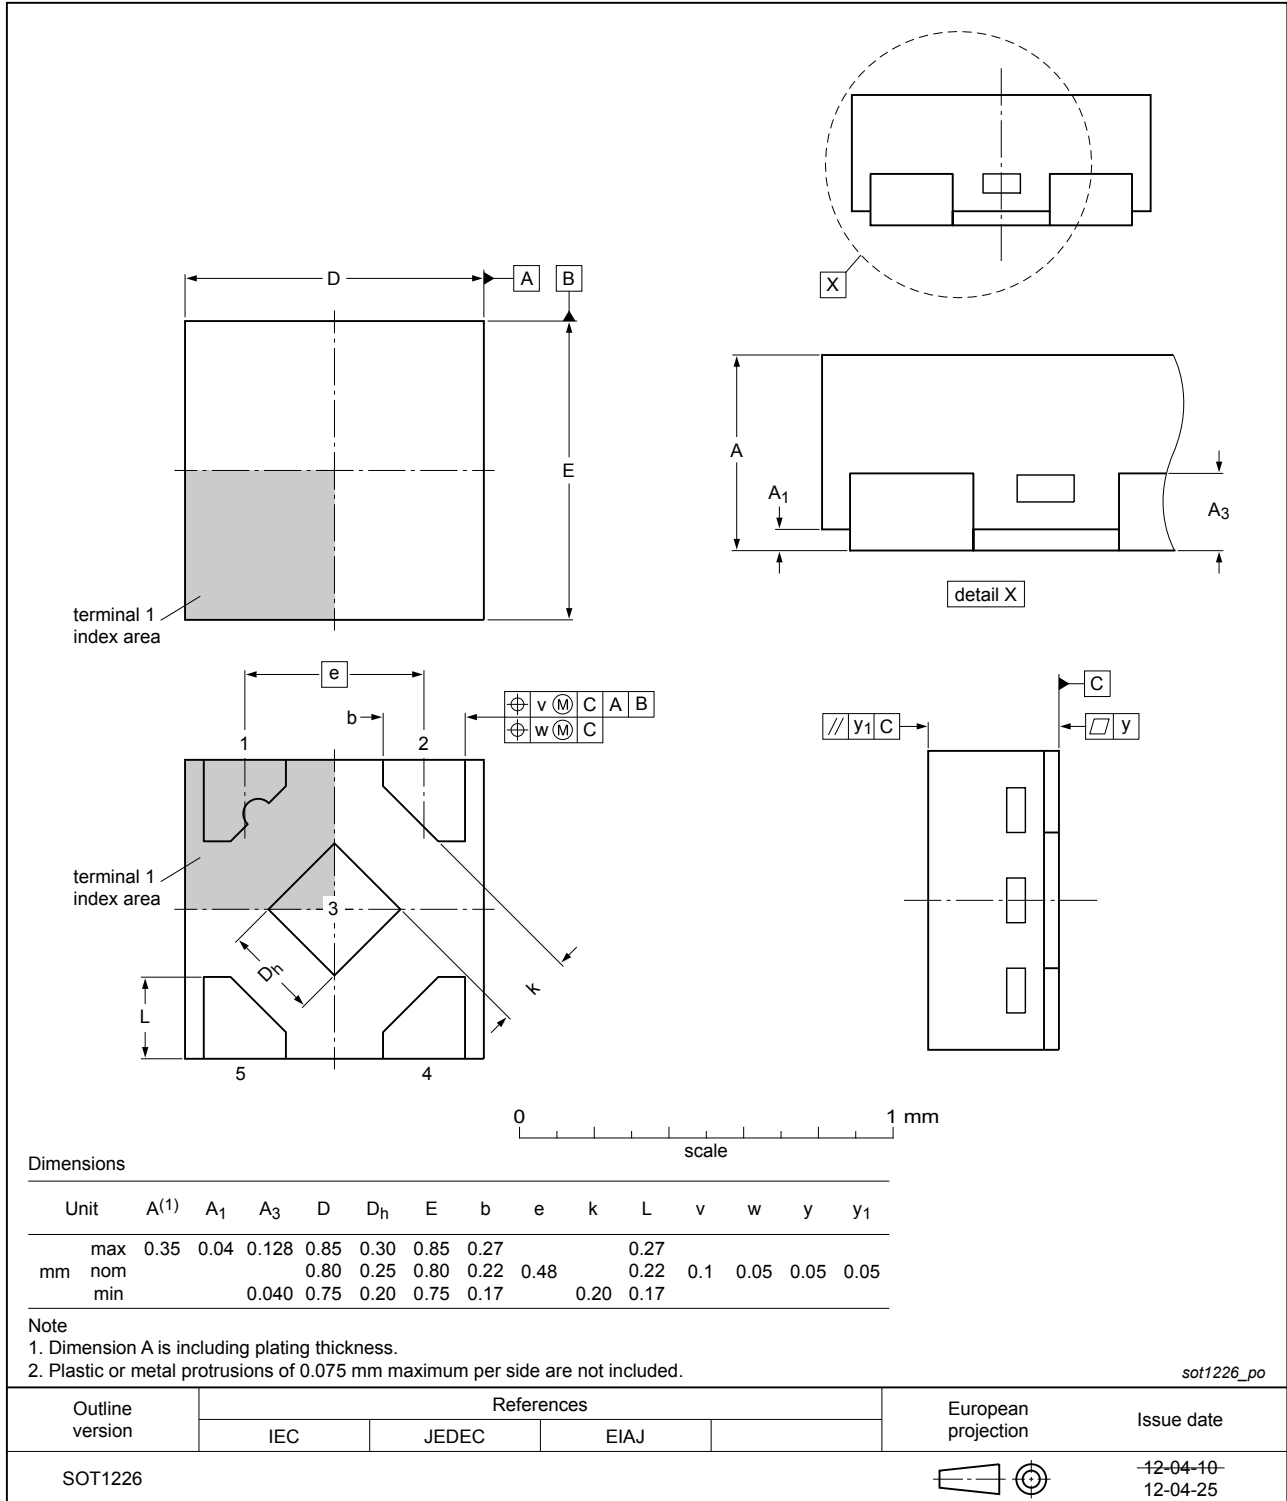 X
D
A
B
E
A
A1
A3
detail X
terminal 1
index area
e
b
v M C A B
w M C
1
2
terminal 1
index area
3
Dh
k
L
5
4
C
// y1 C
y
0
1 mm
scale
Dimensions
Unit A(1) A1 A3 D Dh E b e k L v w y y1
max 0.35 0.04 0.128 0.85 0.30 0.85 0.27 0.27
mm nom 0.80 0.25 0.80 0.22 0.48 0.22 0.1 0.05 0.05 0.05
min 0.040 0.75 0.20 0.75 0.17 0.20 0.17
Note
1. Dimension A is including plating thickness.
2. Plastic or metal protrusions of 0.075 mm maximum per side are not included.
sot1226_po
Outline
version
References
IEC JEDEC EIAJ
European
projection
Issue date
SOT1226
12-04-10
12-04-25